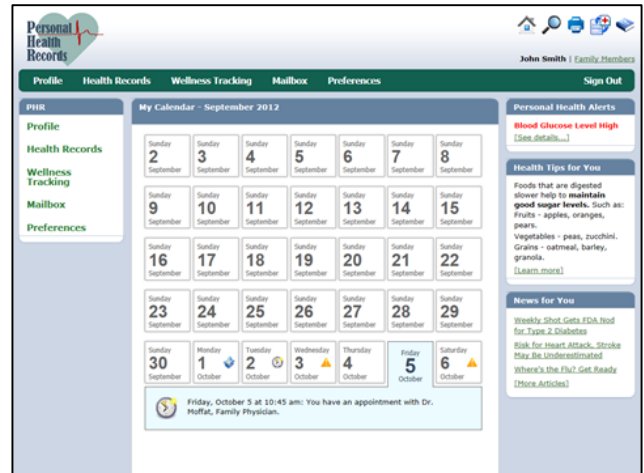 Personal
Health
Records
John Smith | Family Members
Profile Health Records Wellness Tracking Mailbox Preferences Sign Out
PHR
Profile
Health Records
Wellness
Tracking
Mailbox
Preferences
My Calendar - September 2012
Sunday Sunday Sunday Sunday Sunday Sunday Sunday
2 3 4 5 6 7 8
September September September September September September September
Sunday Sunday Sunday Sunday Sunday Sunday Sunday
9 10 11 12 13 14 15
September September September September September September September
Sunday Sunday Sunday Sunday Sunday Sunday Sunday
16 17 18 19 20 21 22
September September September September September September September
Sunday Sunday Sunday Sunday Sunday Sunday Sunday
23 24 25 26 27 28 29
September September September September September September September
Sunday Monday Tuesday Wednesday Thursday Friday Saturday
30 1 2 3 4 5 6
September October October October October October October
Friday, October 5 at 10:45 am: You have an appointment with Dr.
Moffat, Family Physician.
Personal Health Alerts
Blood Glucose Level High
[See details...]
Health Tips for You
Foods that are digested
slower help to maintain
good sugar levels. Such as:
Fruits - apples, oranges,
pears.
Vegetables - peas, zucchini.
Grains - oatmeal, barley,
granola.
[Learn more]
News for You
Weekly Shot Gets FDA Nod
for Type 2 Diabetes
Risk for Heart Attack, Stroke
May Be Underestimated
Where's the Flu? Get Ready
[More Articles]